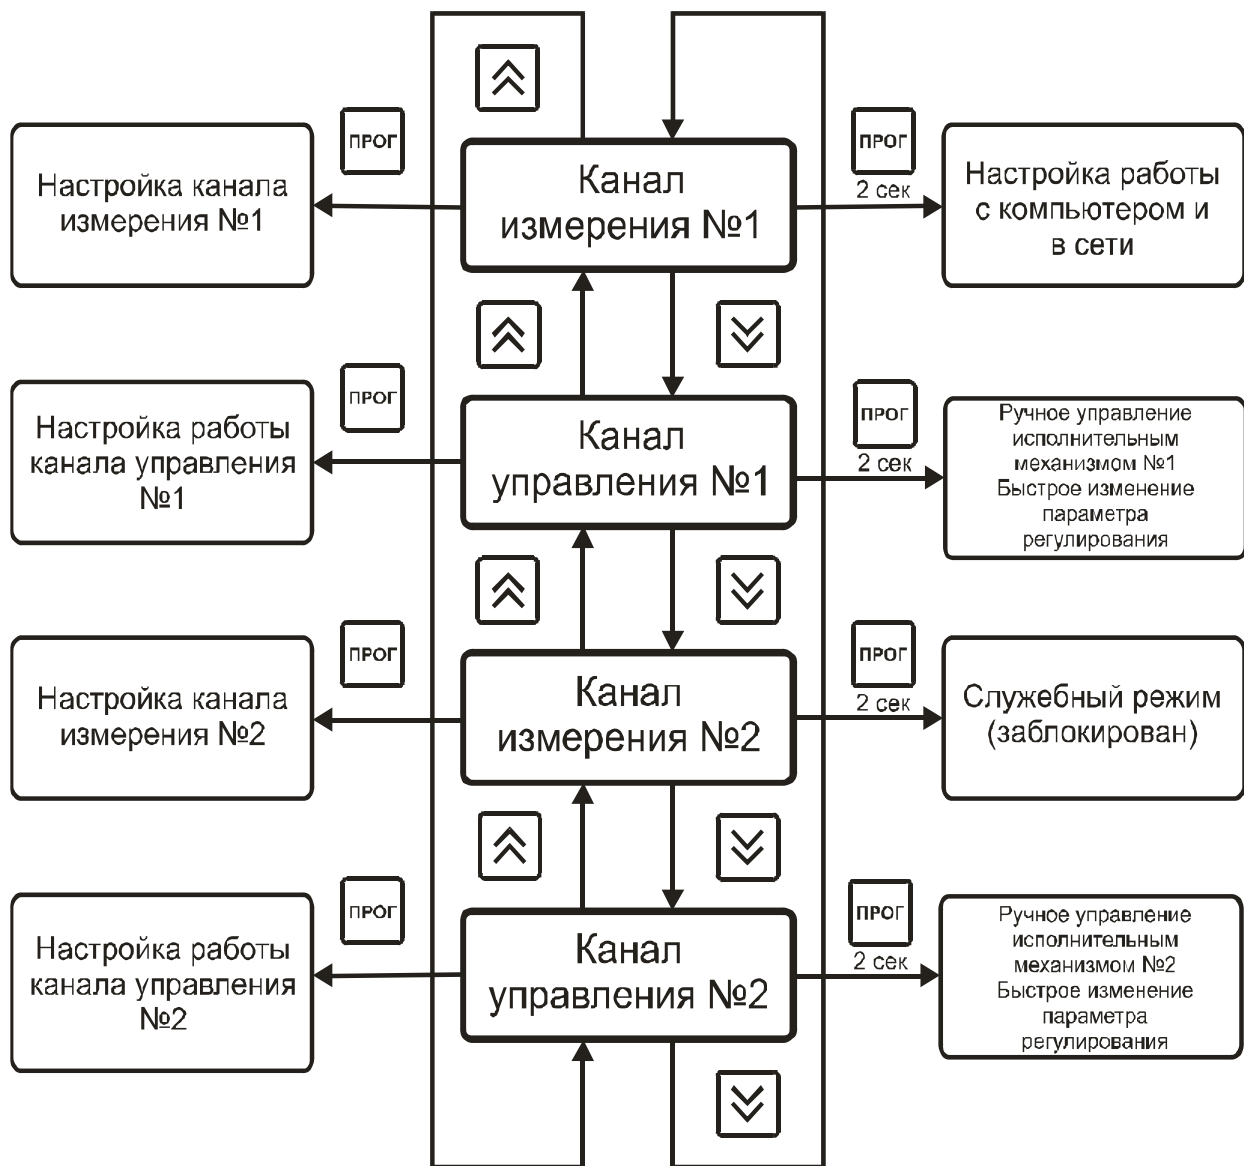 ПРОГ
Настройка канала
измерения №1
Канал
измерения №1
ПРОГ
2 сек
Настройка работы
с компьютером и
в сети
ПРОГ
Настройка работы
канала управления
№1
Канал
управления №1
ПРОГ
2 сек
Ручное управление
исполнительным
механизмом №1
Быстрое изменение
параметра
регулирования
ПРОГ
Настройка канала
измерения №2
Канал
измерения №2
ПРОГ
2 сек
Служебный режим
(заблокирован)
ПРОГ
Настройка работы
канала управления
№2
Канал
управления №2
ПРОГ
2 сек
Ручное управление
исполнительным
механизмом №2
Быстрое изменение
параметра
регулирования